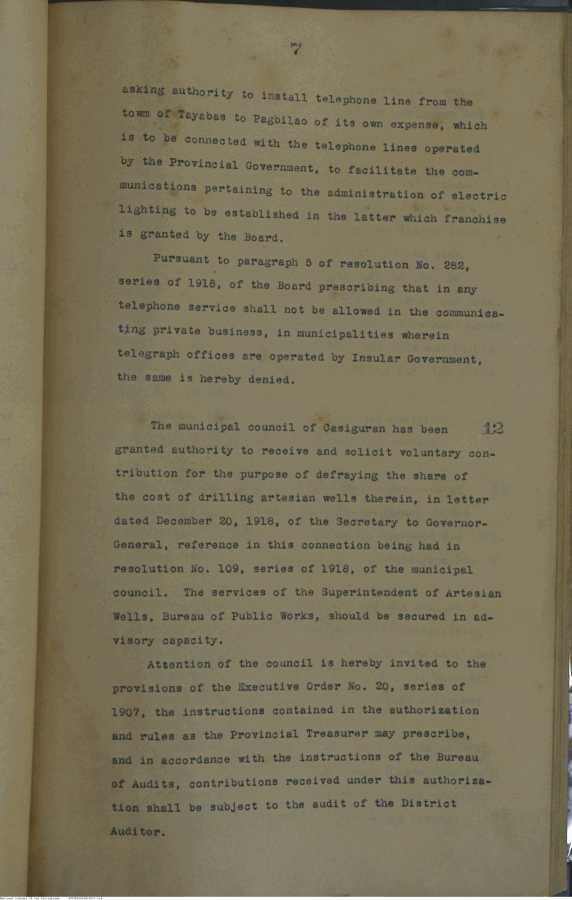 7
asking authority to install telephone line from the
town of Tayabas to Pagbilao of its own expense, which
is to be connected with the telephone lines operated
by the Provincial Government, to facilitate the com-
munications pertaining to the administration of electric
lighting to be established in the latter which franchise
is granted by the Board.
Pursuant to paragraph 5 of resolution No. 282,
series of 1918, of the Board prescribing that in any
telephone service shall not be allowed in the communica-
ting private business, in municipalities wherein
telegraph offices are operated by Insular Government,
the same is hereby denied.
The municipal council of Casiguran has been 12
granted authority to receive and solicit voluntary con-
tribution for the purpose of defraying the share of
the cost of drilling artesian wells therein, in letter
dated December 20, 1918, of the Secretary to Governor-
General, reference in this connection being had in
resolution No. 109, series of 1918, of the municipal
council. The services of the Superintendent of Artesian
Wells, Bureau of Public Works, should be secured in ad-
visory capacity.
Attention of the council is hereby invited to the
provisions of the Executive Order No. 20, series of
1907, the instructions contained in the authorization
and rules as the Provincial Treasurer may prescribe,
and in accordance with the instructions of the Bureau
of Audits, contributions received under this authoriza-
tion shall be subject to the audit of the District
Auditor.